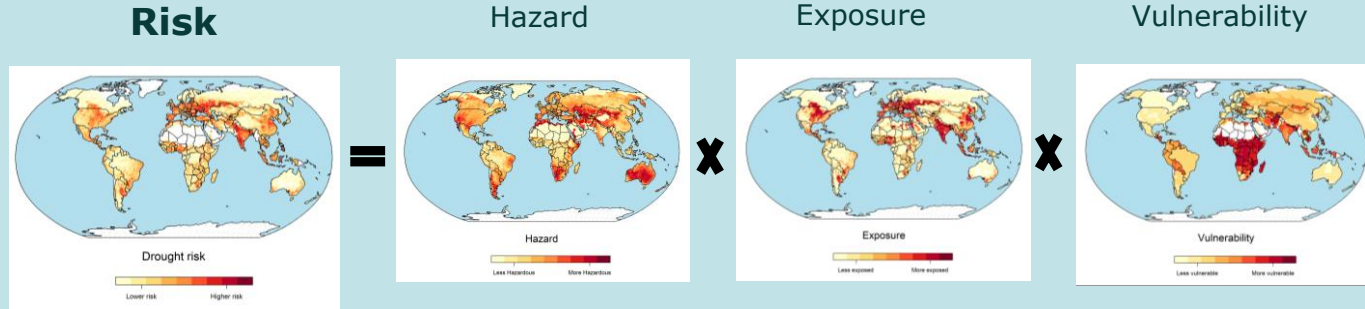 Risk
Hazard
Exposure
Vulnerability
=
x
x
Drought risk
Lower risk Higher risk
Hazard
Less Hazardous More Hazardous
Exposure
Less exposed More exposed
Vulnerability
Less vulnerable More vulnerable